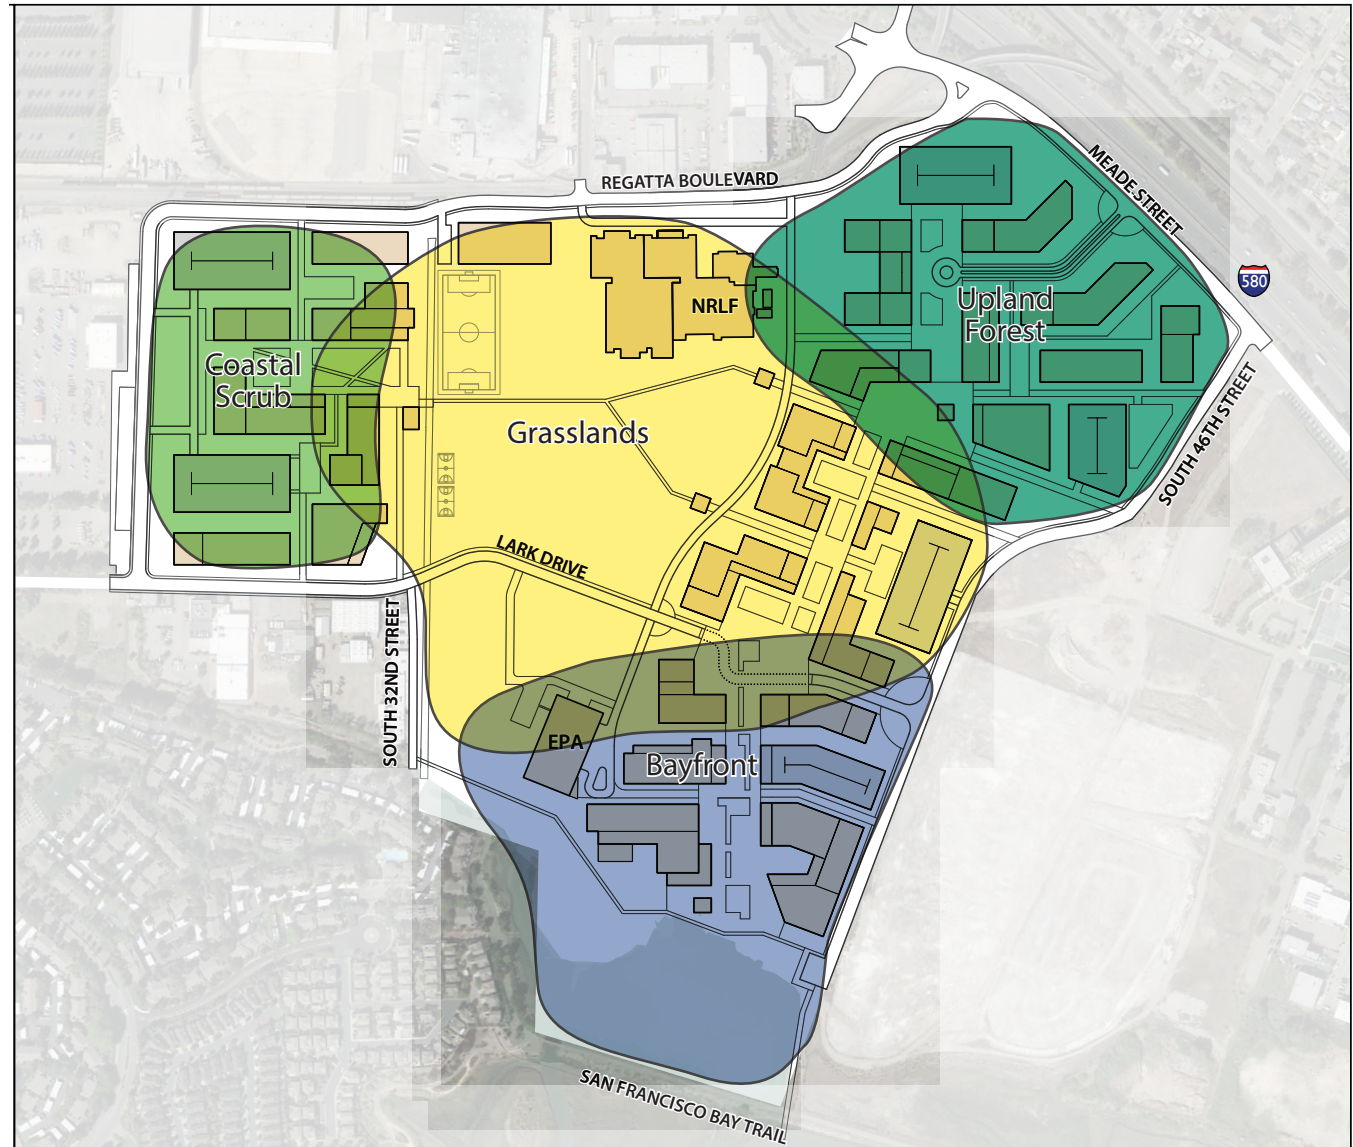 REGATTA BOULEVARD
MEADE STREET
580
NRLF
Upland
Forest
Coastal
Scrub
Grasslands
SOUTH 46TH STREET
LARK DRIVE
SOUTH 32ND STREET
EPA
Bayfront
SAN FRANCISCO BAY TRAIL